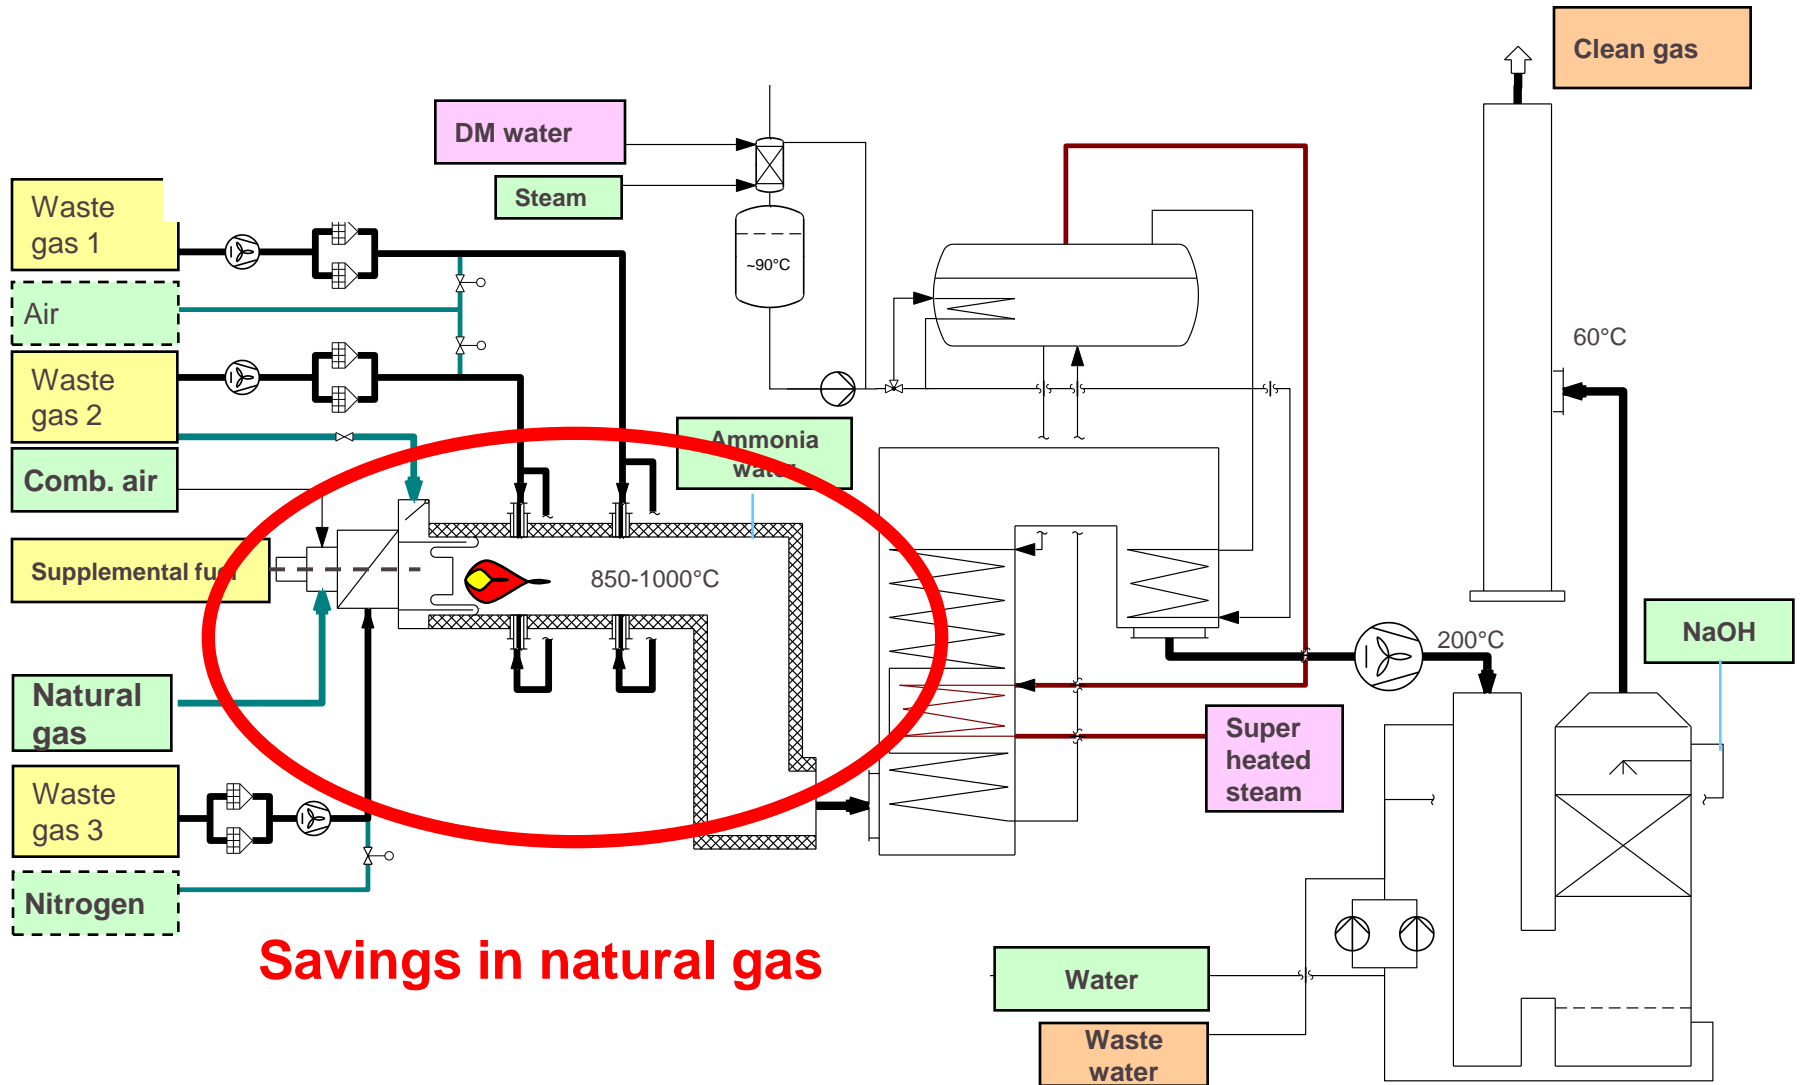 Clean gas
DM water
Steam
Waste
gas 1
~90°C
Air
60°C
Waste
gas 2
Ammonia
water
Comb. air
Supplemental fuel
850-1000°C
200°C
NaOH
Natural
gas
Super
heated
steam
Waste
gas 3
Nitrogen
Savings in natural gas
Water
Waste
water